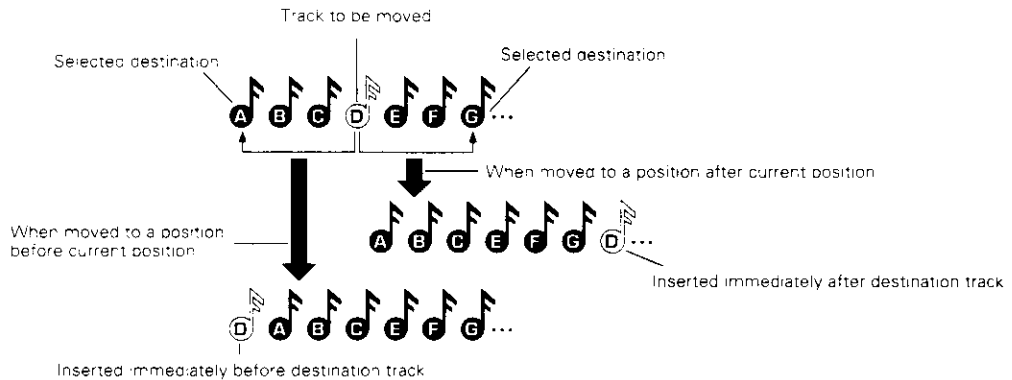 Track to be moved
Selected destination
Selected destination
A B C D E F G ...
When moved to a position after current position
A B C E F G D ...
When moved to a position
before current position
Inserted immediately after destination track
D A B C E F G ...
Inserted immediately before destination track